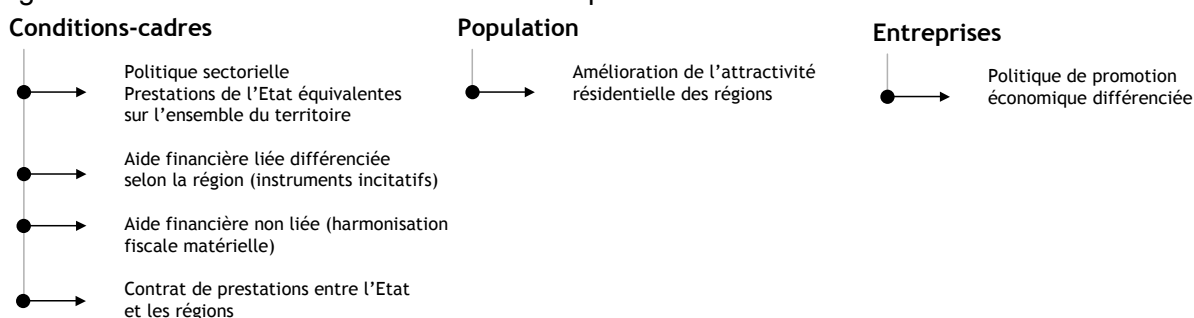 Conditions-cadres
Politique sectorielle
Prestations de l'Etat équivalentes
sur l'ensemble du territoire
Aide financière liée différenciée
selon la région (instruments incitatifs)
Aide financière non liée (harmonisation
fiscale matérielle)
Contrat de prestations entre l'Etat
et les régions
Population
Amélioration de l'attractivité
résidentielle des régions
Entreprises
Politique de promotion
économique différenciée